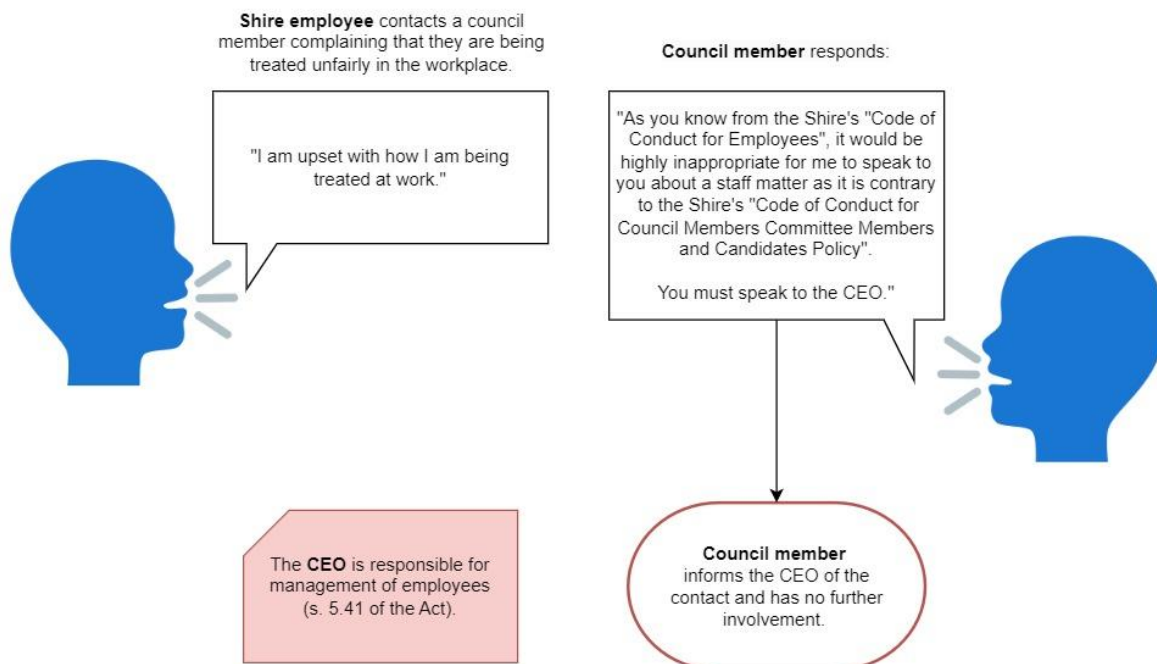 Shire employee contacts a council
member complaining that they are being
treated unfairly in the workplace.
"I am upset with how I am being
treated at work."
Council member responds:
"As you know from the Shire's "Code of
Conduct for Employees", it would be
highly inappropriate for me to speak to
you about a staff matter as it is contrary
to the Shire's "Code of Conduct for
Council Members Committee Members
and Candidates Policy".
You must speak to the CEO."
The CEO is responsible for
management of employees
(s. 5.41 of the Act).
Council member
informs the CEO of the
contact and has no further
involvement.